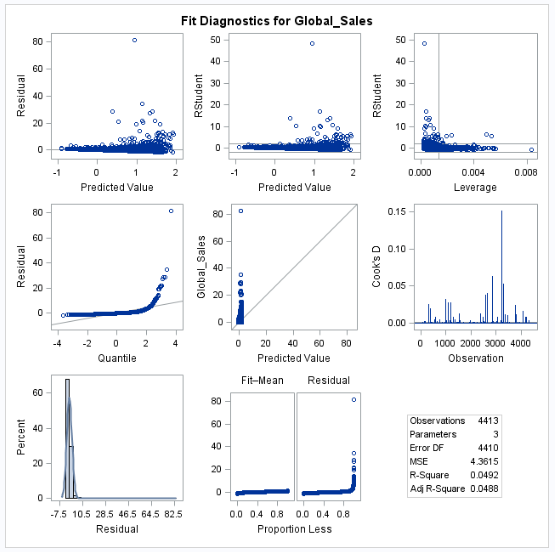 Fit Diagnostics for Global_Sales
80
60
40
20
0
-1 0 1 2
Residual
Predicted Value
50
40
30
20
10
0
-1 0 1 2
RStudent
Predicted Value
50
40
30
20
10
0
0.000 0.004 0.008
RStudent
Leverage
80
60
40
20
0
-4 -2 0 2 4
Residual
Quantile
80
60
40
20
0
0 20 40 60 80
Global_Sales
Predicted Value
0.15
0.10
0.05
0.00
0 1000 2000 3000 4000
Cook's D
Observation
60
40
20
0
-7.5 10.5 28.5 46.5 64.5 82.5
Percent
Residual
Fit–Mean Residual
80
60
40
20
0
0.0 0.4 0.8 0.0 0.4 0.8
Proportion Less
Observations 4413
Parameters 3
Error DF 4410
MSE 4.3615
R-Square 0.0492
Adj R-Square 0.0488